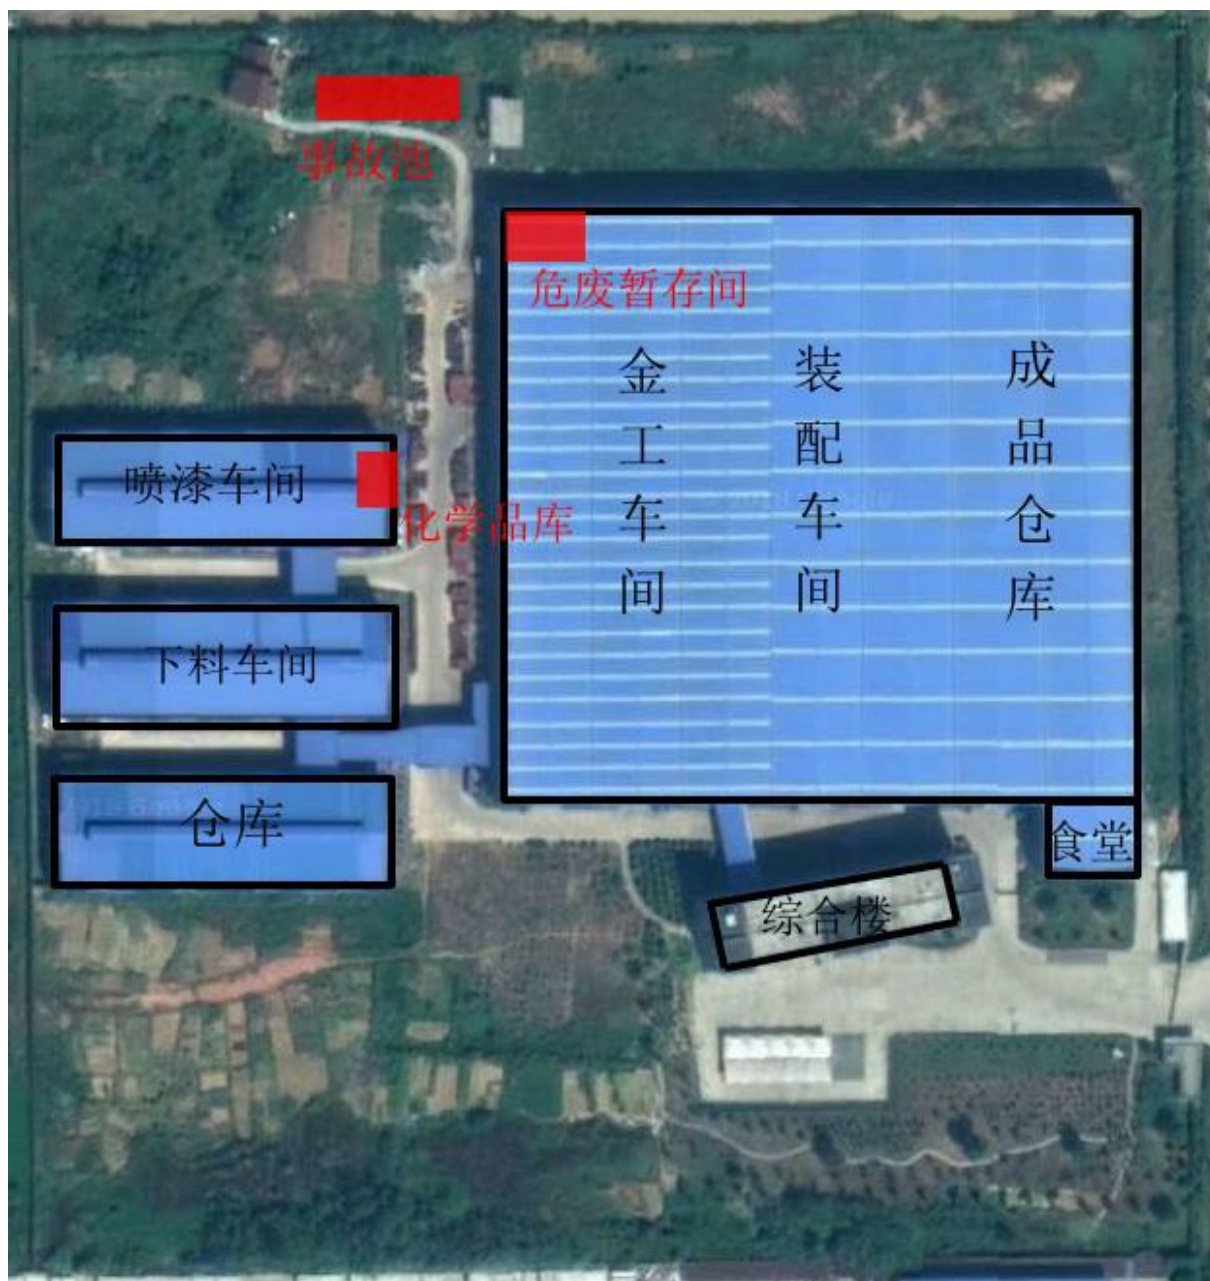 事故池
危废暂存间
金工车间
装配车间
成品仓库
喷漆车间
化学品库
下料车间
仓库
食堂
综合楼